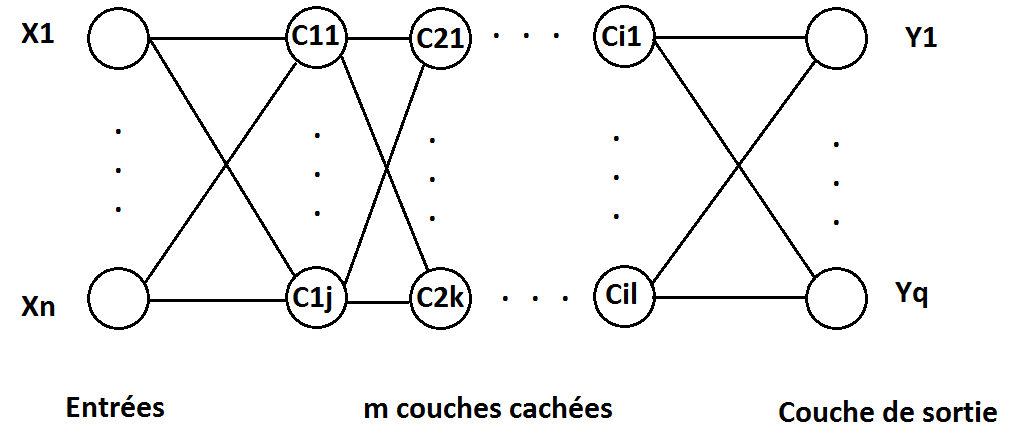 X1 C11 C21 . . . Ci1 Y1
Xn C1j C2k . . . Cil Yq
Entrées m couches cachées Couche de sortie